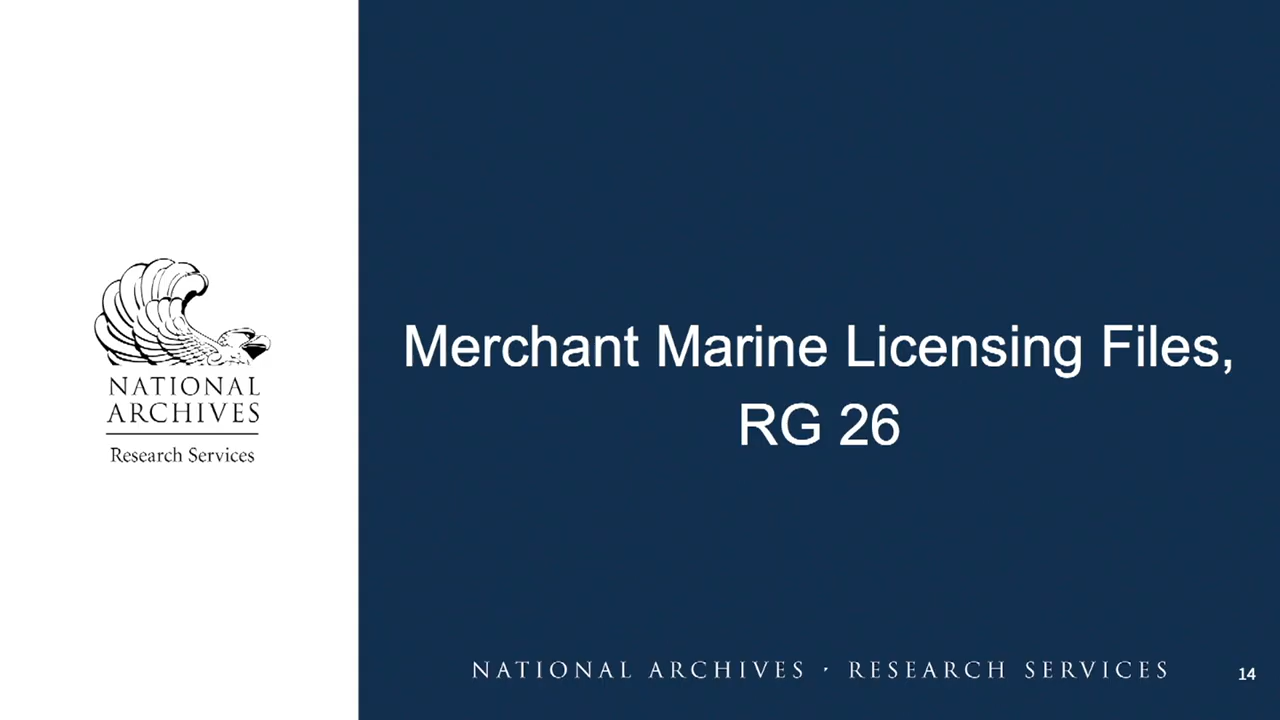 NATIONAL
ARCHIVES
Research Services
Merchant Marine Licensing Files,
RG 26
NATIONAL ARCHIVES · RESEARCH SERVICES
14